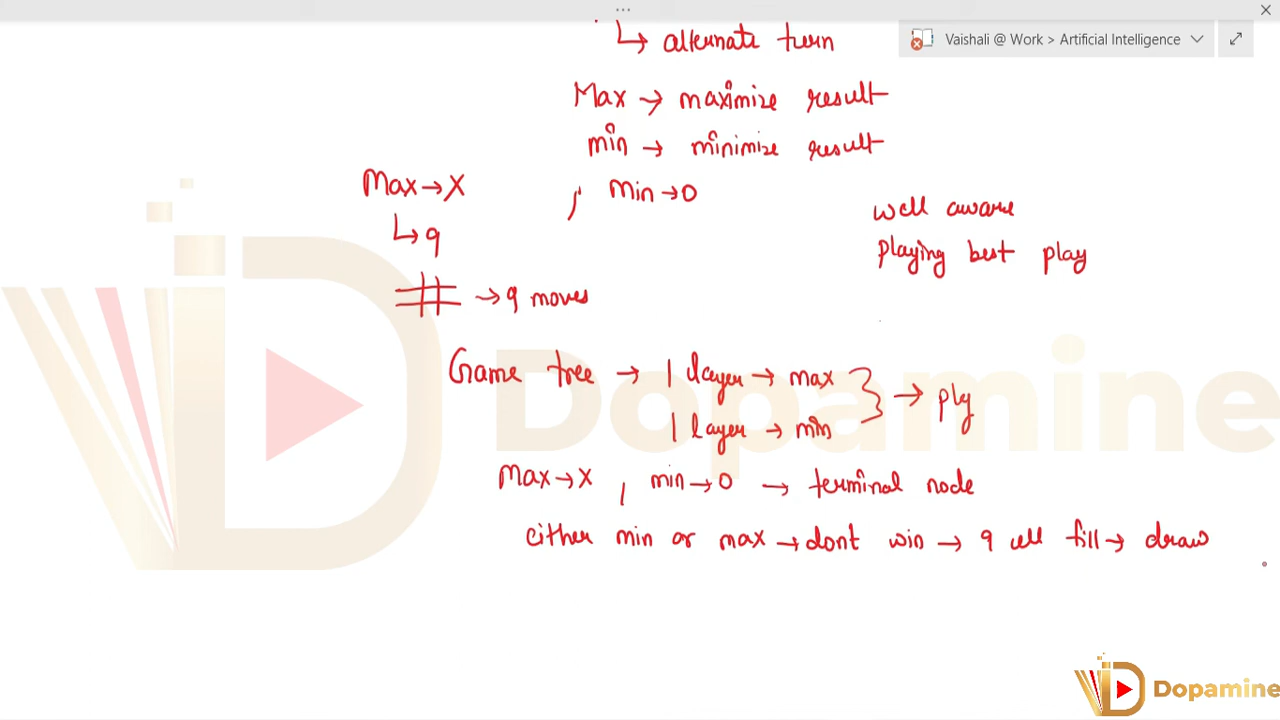 ...
Vaishali @ Work > Artificial Intelligence
↳ alternate turn
Max → maximize result
min → minimize result
Max → X , Min → O
↳ 9
well aware
playing best play
# → 9 moves
Game tree → 1 layer → max
1 layer → min
} → ply
Max → X , min → O → terminal node
either min or max → dont win → 9 cell fill → draw
Dopamine
Dopamine